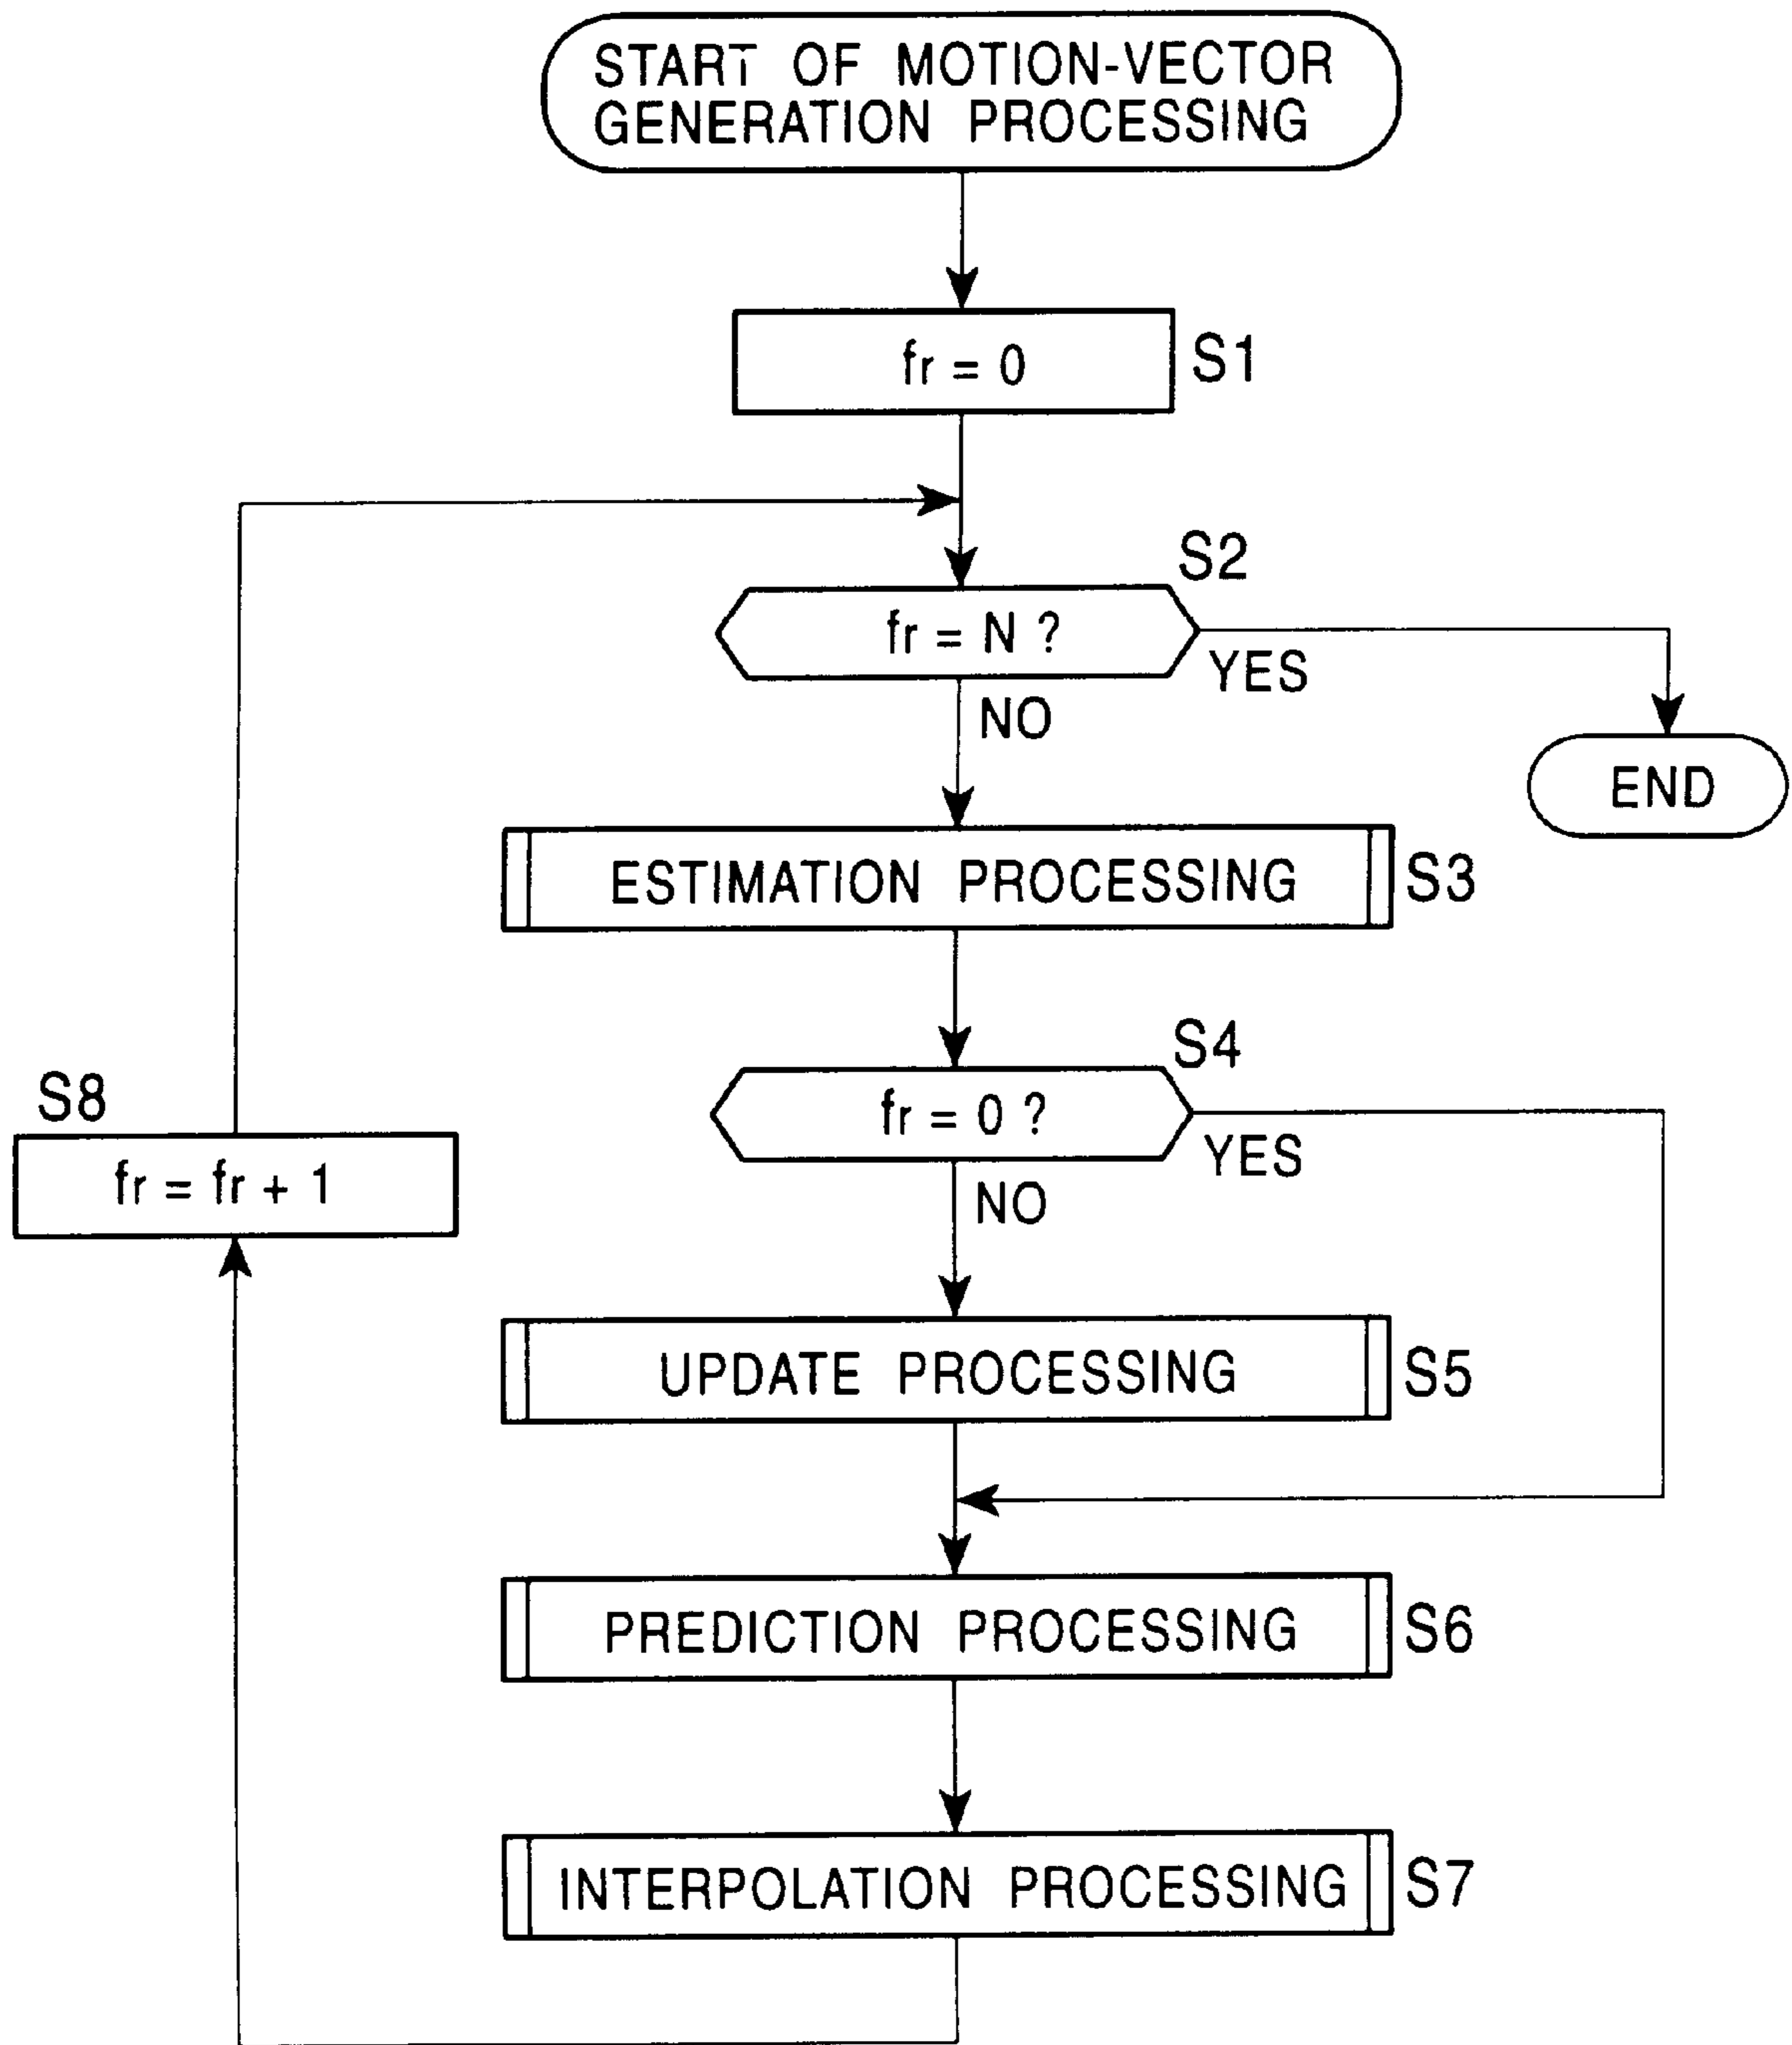 START OF MOTION-VECTOR
GENERATION PROCESSING
fr = 0
S1
S2
fr = N ?
YES
NO
END
ESTIMATION PROCESSING
S3
S4
fr = 0 ?
YES
NO
S8
fr = fr + 1
UPDATE PROCESSING
S5
PREDICTION PROCESSING
S6
INTERPOLATION PROCESSING
S7